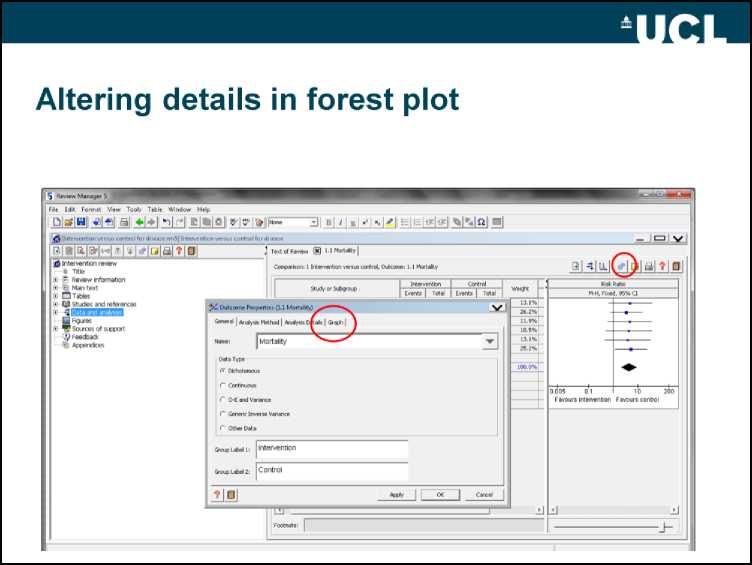 UCL
Altering details in forest plot
Review Manager 5
File Edit Format View Tools Table Window Help
None
[Intervention versus control for disease.rm5] Intervention versus control for disease
Text of Review 1.1 Mortality
Intervention review
Title
Review information
Main text
Tables
Studies and references
Data and analyses
Figures
Sources of support
Feedback
Appendices
Comparison: 1 Intervention versus control, Outcome: 1.1 Mortality
Study or Subgroup
Intervention Control
Events Total Events Total
Weight
Risk Ratio
M-H, Fixed, 95% CI
13.1%
26.2%
11.9%
10.5%
13.1%
25.2%
100.0%
0.005 0.1 1 10 200
Favours intervention Favours control
Outcome Properties (1.1 Mortality)
General Analysis Method Analysis Details Graph
Name: Mortality
Data Type
Dichotomous
Continuous
O-E and Variance
Generic Inverse Variance
Other Data
Group Label 1: Intervention
Group Label 2: Control
Apply OK Cancel
Footnote: